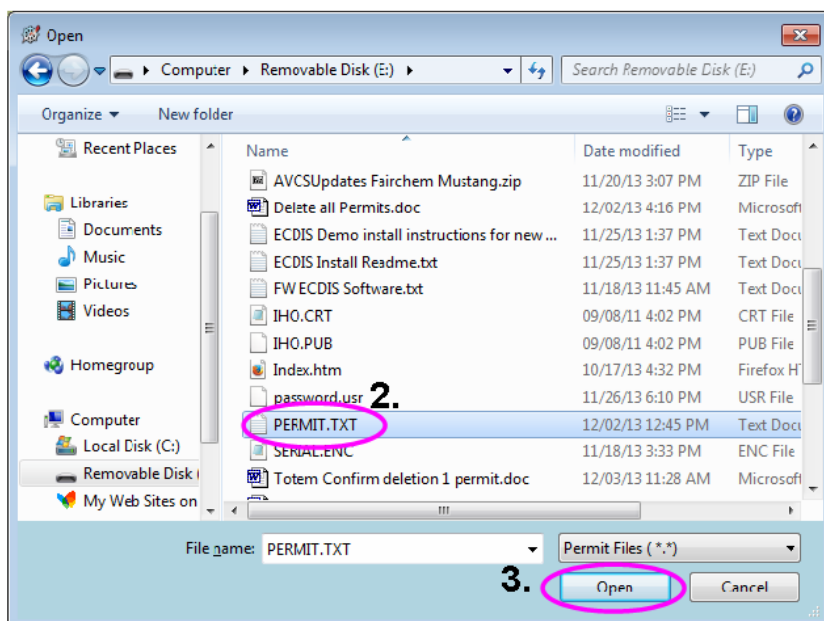 Open
Computer Removable Disk (E:) Search Removable Disk (E:)
Organize New folder
Recent Places
Libraries
Documents
Music
Pictures
Videos
Homegroup
Computer
Local Disk (C:)
Removable Disk (
My Web Sites on
Name Date modified Type
AVCSUpdates Fairchem Mustang.zip 11/20/13 3:07 PM ZIP File
Delete all Permits.doc 12/02/13 4:16 PM Microsoft
ECDIS Demo install instructions for new ... 11/25/13 1:37 PM Text Docu
ECDIS Install Readme.txt 11/25/13 1:37 PM Text Docu
FW ECDIS Software.txt 11/18/13 11:45 AM Text Docu
IHO.CRT 09/08/11 4:02 PM CRT File
IHO.PUB 09/08/11 4:02 PM PUB File
Index.htm 10/17/13 4:32 PM Firefox H
password.usr 11/26/13 6:10 PM USR File
2.
PERMIT.TXT 12/02/13 12:45 PM Text Docu
SERIAL.ENC 11/18/13 3:33 PM ENC File
Totem Confirm deletion 1 permit.doc 12/03/13 11:28 AM Microsoft
File name: PERMIT.TXT Permit Files ( *.*)
3.
Open Cancel